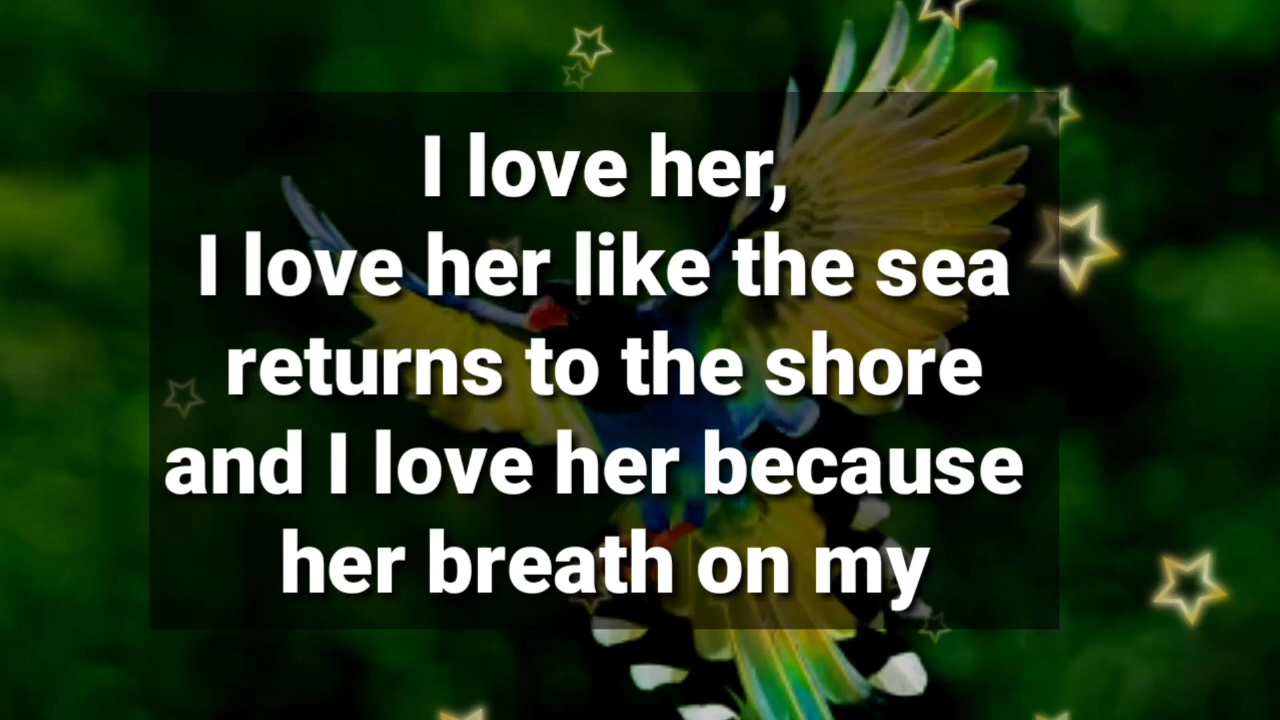 I love her,
I love her like the sea
returns to the shore
and I love her because
her breath on my